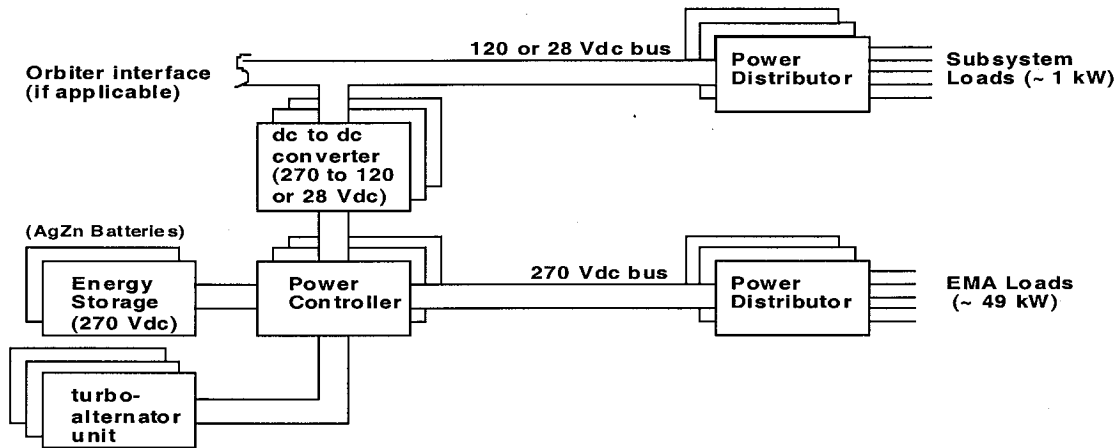 120 or 28 Vdc bus
Orbiter interface
(if applicable)
Power
Distributor
Subsystem
Loads (~ 1 kW)
dc to dc
converter
(270 to 120
or 28 Vdc)
(AgZn Batteries)
Energy
Storage
(270 Vdc)
Power
Controller
270 Vdc bus
Power
Distributor
EMA Loads
(~ 49 kW)
turbo-
alternator
unit